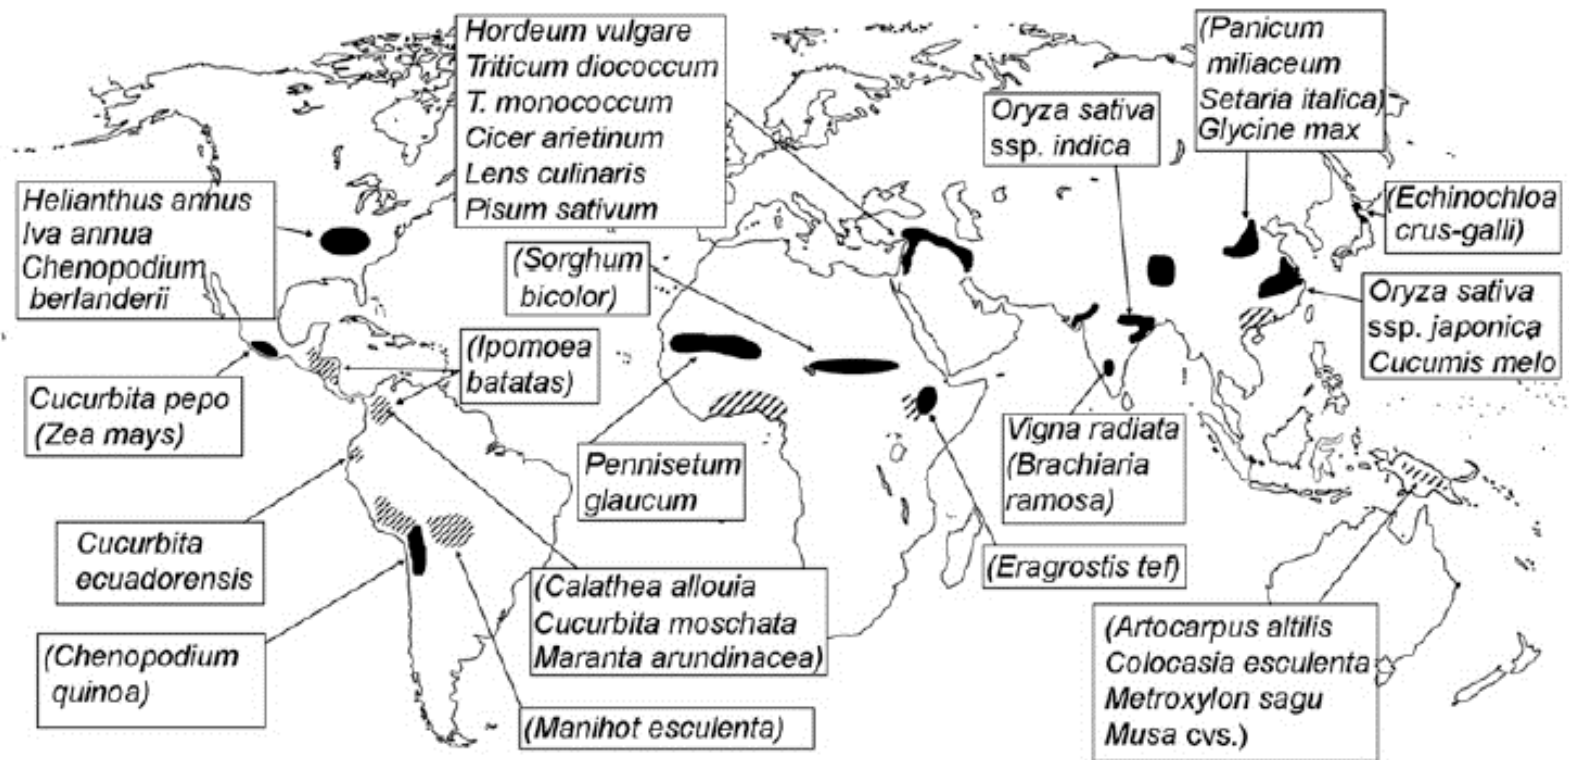 Hordeum vulgare
Triticum diococcum
T. monococcum
Cicer arietinum
Lens culinaris
Pisum sativum
(Panicum
miliaceum
Setaria italica)
Glycine max
Oryza sativa
ssp. indica
Helianthus annus
Iva annua
Chenopodium
berlanderii
(Echinochloa
crus-galli)
(Sorghum
bicolor)
Oryza sativa
ssp. japonica
Cucumis melo
(Ipomoea
batatas)
Cucurbita pepo
(Zea mays)
Pennisetum
glaucum
Vigna radiata
(Brachiaria
ramosa)
Cucurbita
ecuadorensis
(Eragrostis tef)
(Calathea allouia
Cucurbita moschata
Maranta arundinacea)
(Chenopodium
quinoa)
(Manihot esculenta)
(Artocarpus altilis
Colocasia esculenta
Metroxylon sagu
Musa cvs.)